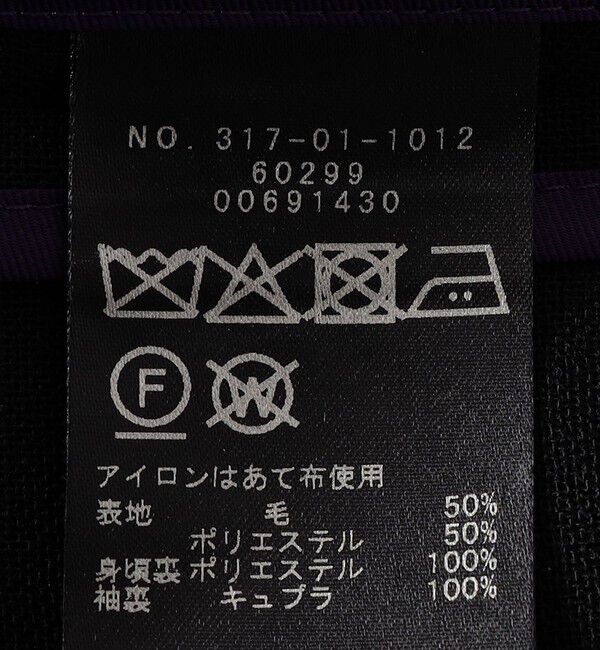 NO. 317-01-1012
60299
00691430
F W
アイロンはあて布使用
表地 毛 50%
ポリエステル 50%
身頃裏 ポリエステル 100%
袖裏 キュプラ 100%